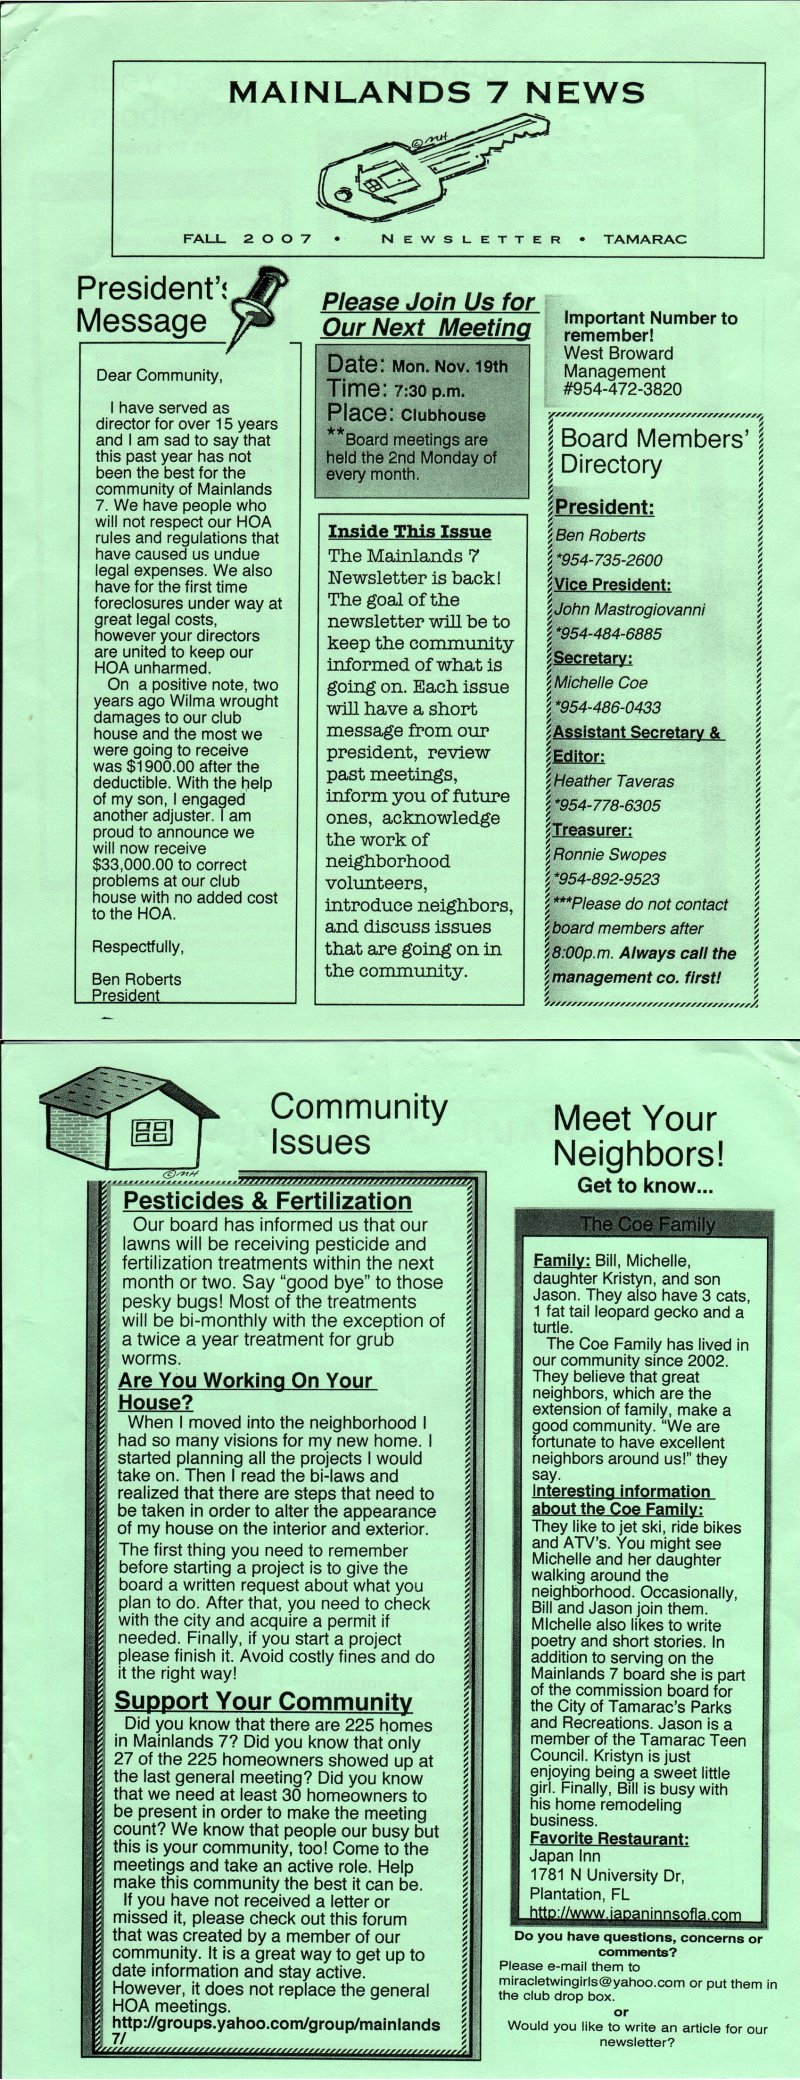 MAINLANDS 7 NEWS
©MH
FALL 2007 • NEWSLETTER • TAMARAC
President's
Message
Dear Community,
I have served as
director for over 15 years
and I am sad to say that
this past year has not
been the best for the
community of Mainlands
7. We have people who
will not respect our HOA
rules and regulations that
have caused us undue
legal expenses. We also
have for the first time
foreclosures under way at
great legal costs,
however your directors
are united to keep our
HOA unharmed.
On a positive note, two
years ago Wilma wrought
damages to our club
house and the most we
were going to receive
was $1900.00 after the
deductible. With the help
of my son, I engaged
another adjuster. I am
proud to announce we
will now receive
$33,000.00 to correct
problems at our club
house with no added cost
to the HOA.
Respectfully,
Ben Roberts
President
Please Join Us for
Our Next Meeting
Date: Mon. Nov. 19th
Time: 7:30 p.m.
Place: Clubhouse
**Board meetings are
held the 2nd Monday of
every month.
Inside This Issue
The Mainlands 7
Newsletter is back!
The goal of the
newsletter will be to
keep the community
informed of what is
going on. Each issue
will have a short
message from our
president, review
past meetings,
inform you of future
ones, acknowledge
the work of
neighborhood
volunteers,
introduce neighbors,
and discuss issues
that are going on in
the community.
Important Number to
remember!
West Broward
Management
#954-472-3820
Board Members'
Directory
President:
Ben Roberts
*954-735-2600
Vice President:
John Mastrogiovanni
*954-484-6885
Secretary:
Michelle Coe
*954-486-0433
Assistant Secretary &
Editor:
Heather Taveras
*954-778-6305
Treasurer:
Ronnie Swopes
*954-892-9523
***Please do not contact
board members after
8:00p.m. Always call the
management co. first!
©MH
Community
Issues
Pesticides & Fertilization
Our board has informed us that our
lawns will be receiving pesticide and
fertilization treatments within the next
month or two. Say “good bye” to those
pesky bugs! Most of the treatments
will be bi-monthly with the exception of
a twice a year treatment for grub
worms.
Are You Working On Your
House?
When I moved into the neighborhood I
had so many visions for my new home. I
started planning all the projects I would
take on. Then I read the bi-laws and
realized that there are steps that need to
be taken in order to alter the appearance
of my house on the interior and exterior.
The first thing you need to remember
before starting a project is to give the
board a written request about what you
plan to do. After that, you need to check
with the city and acquire a permit if
needed. Finally, if you start a project
please finish it. Avoid costly fines and do
it the right way!
Support Your Community
Did you know that there are 225 homes
in Mainlands 7? Did you know that only
27 of the 225 homeowners showed up at
the last general meeting? Did you know
that we need at least 30 homeowners to
be present in order to make the meeting
count? We know that people our busy but
this is your community, too! Come to the
meetings and take an active role. Help
make this community the best it can be.
If you have not received a letter or
missed it, please check out this forum
that was created by a member of our
community. It is a great way to get up to
date information and stay active.
However, it does not replace the general
HOA meetings.
http://groups.yahoo.com/group/mainlands
7/
Meet Your
Neighbors!
Get to know...
The Coe Family
Family: Bill, Michelle,
daughter Kristyn, and son
Jason. They also have 3 cats,
1 fat tail leopard gecko and a
turtle.
The Coe Family has lived in
our community since 2002.
They believe that great
neighbors, which are the
extension of family, make a
good community. “We are
fortunate to have excellent
neighbors around us!” they
say.
Interesting information
about the Coe Family:
They like to jet ski, ride bikes
and ATV's. You might see
Michelle and her daughter
walking around the
neighborhood. Occasionally,
Bill and Jason join them.
MIchelle also likes to write
poetry and short stories. In
addition to serving on the
Mainlands 7 board she is part
of the commission board for
the City of Tamarac's Parks
and Recreations. Jason is a
member of the Tamarac Teen
Council. Kristyn is just
enjoying being a sweet little
girl. Finally, Bill is busy with
his home remodeling
business.
Favorite Restaurant:
Japan Inn
1781 N University Dr,
Plantation, FL
http://www.japaninnsofla.com
Do you have questions, concerns or
comments?
Please e-mail them to
miracletwingirls@yahoo.com or put them in
the club drop box.
or
Would you like to write an article for our
newsletter?